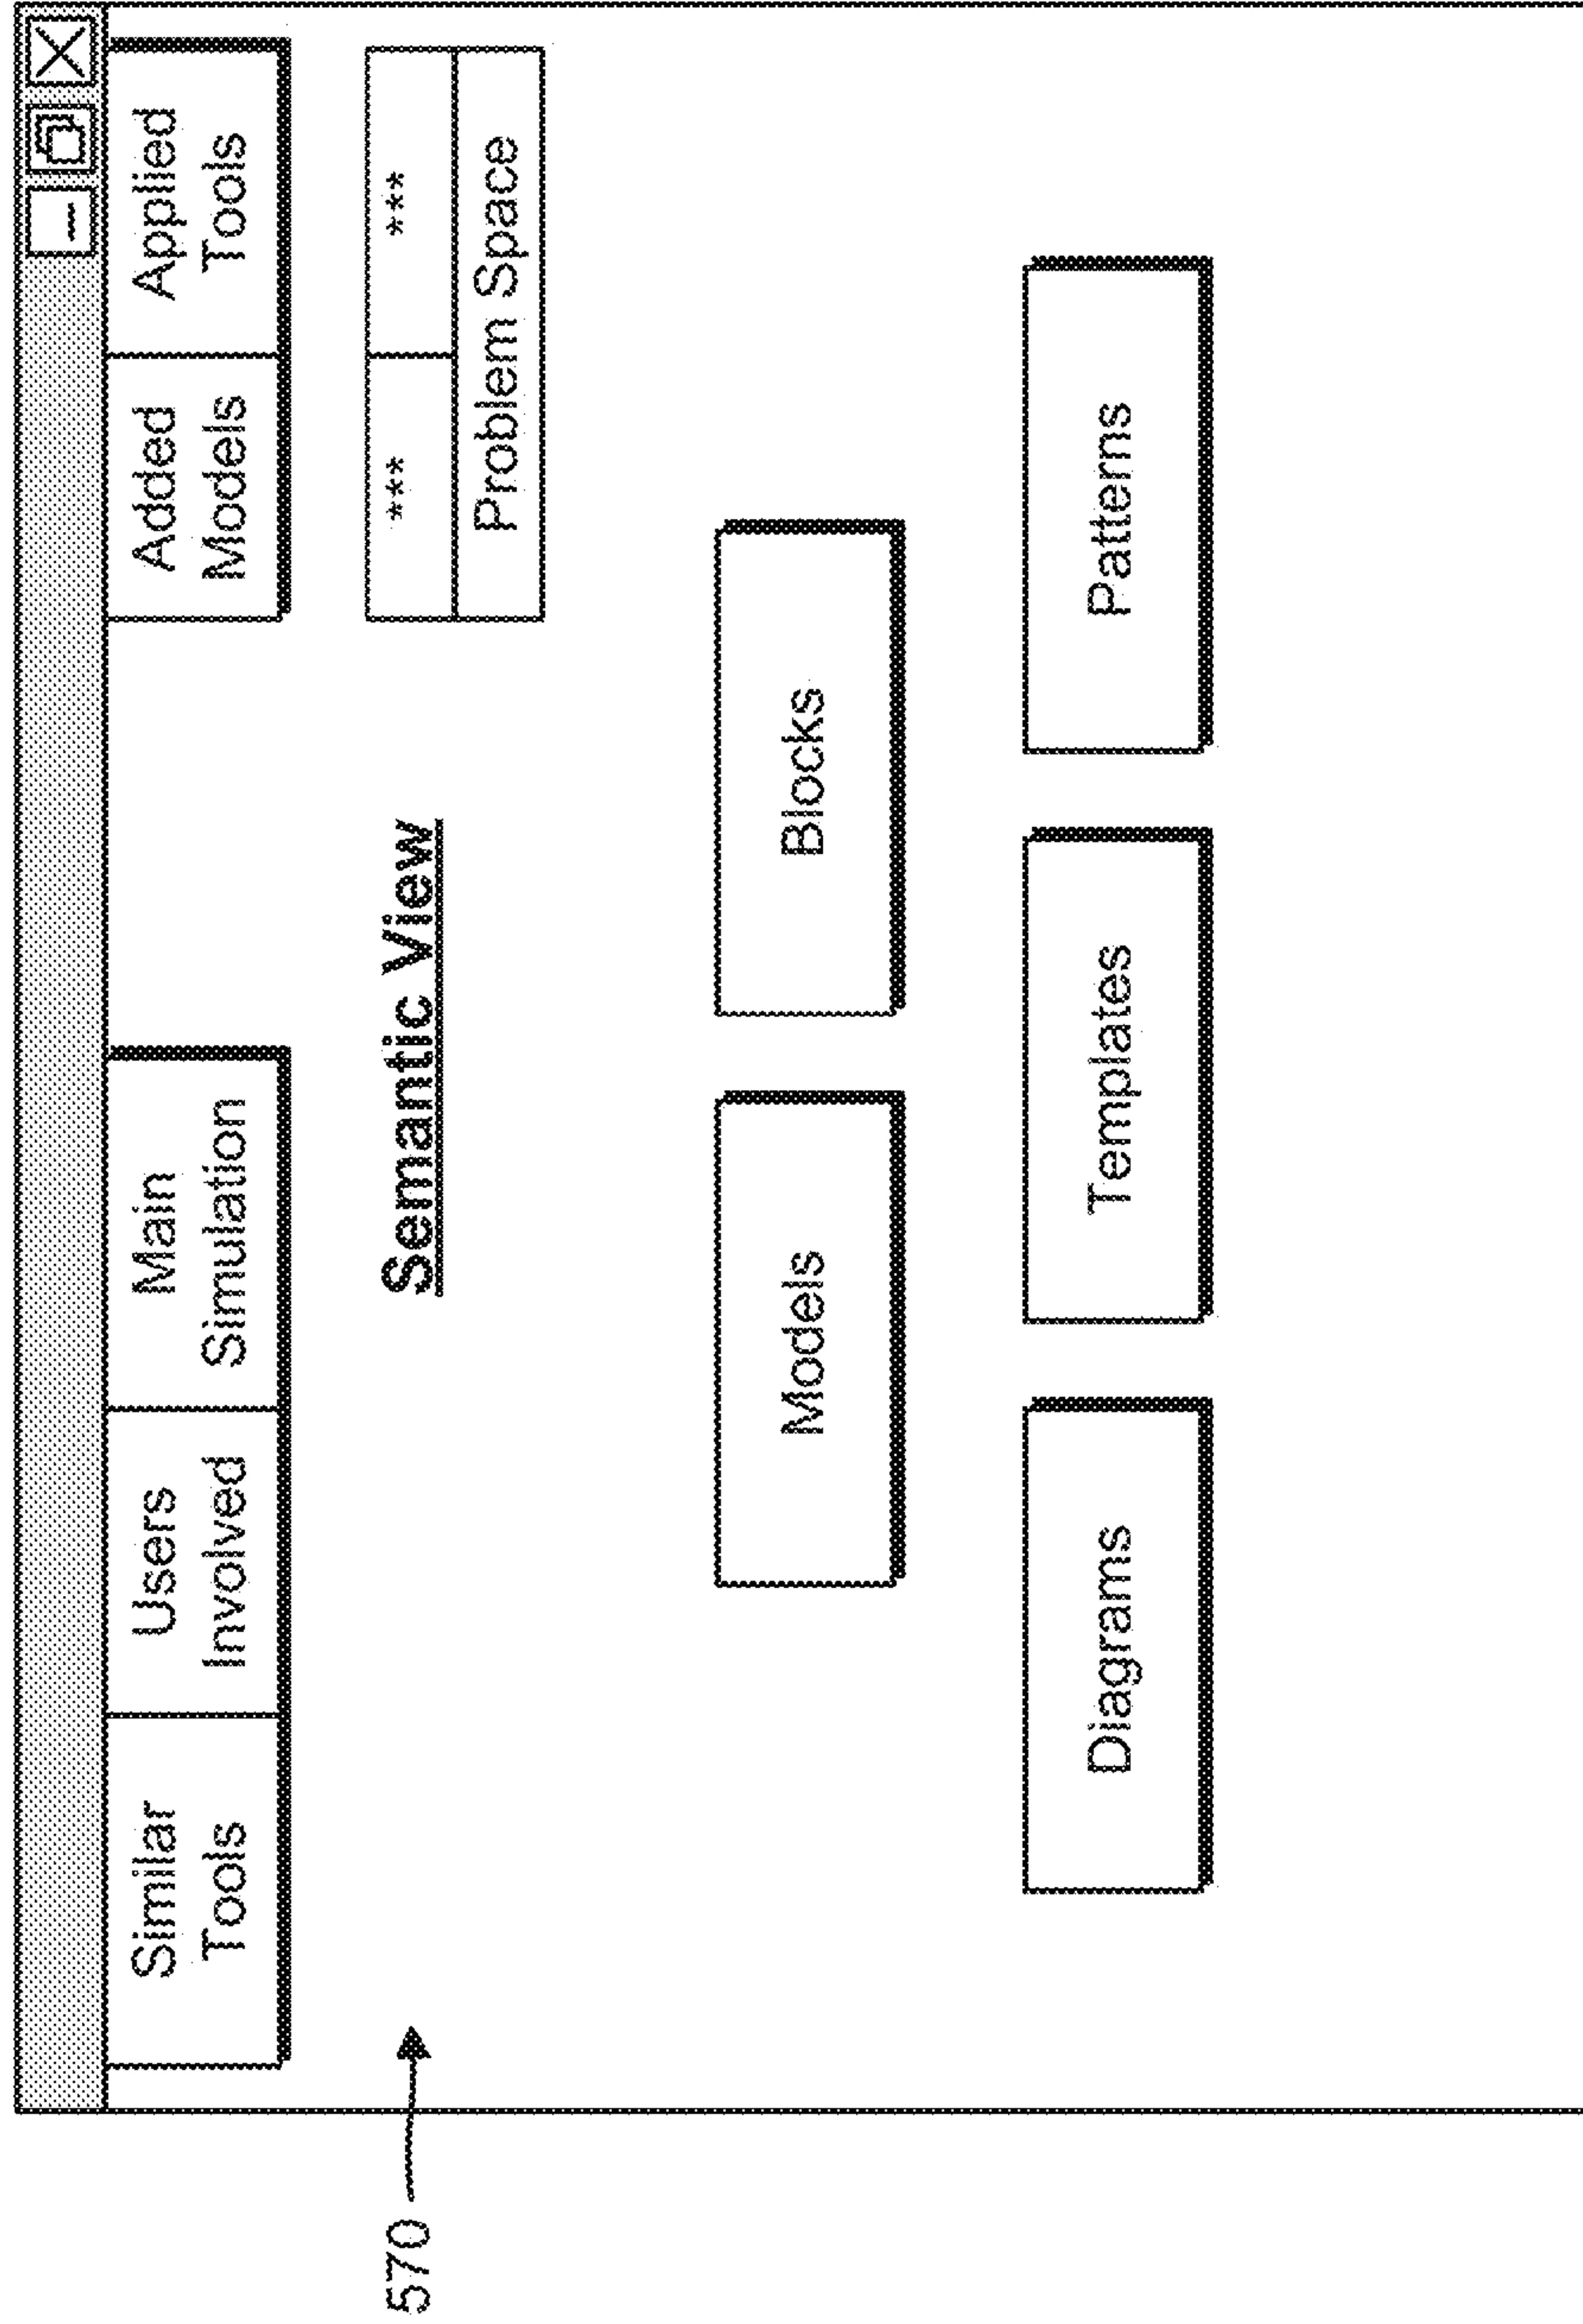 Similar
Tools
Users
Involved
Main
Simulation
Added
Models
Applied
Tools
570
Semantic View
*** ***
Problem Space
Models
Blocks
Diagrams
Templates
Patterns